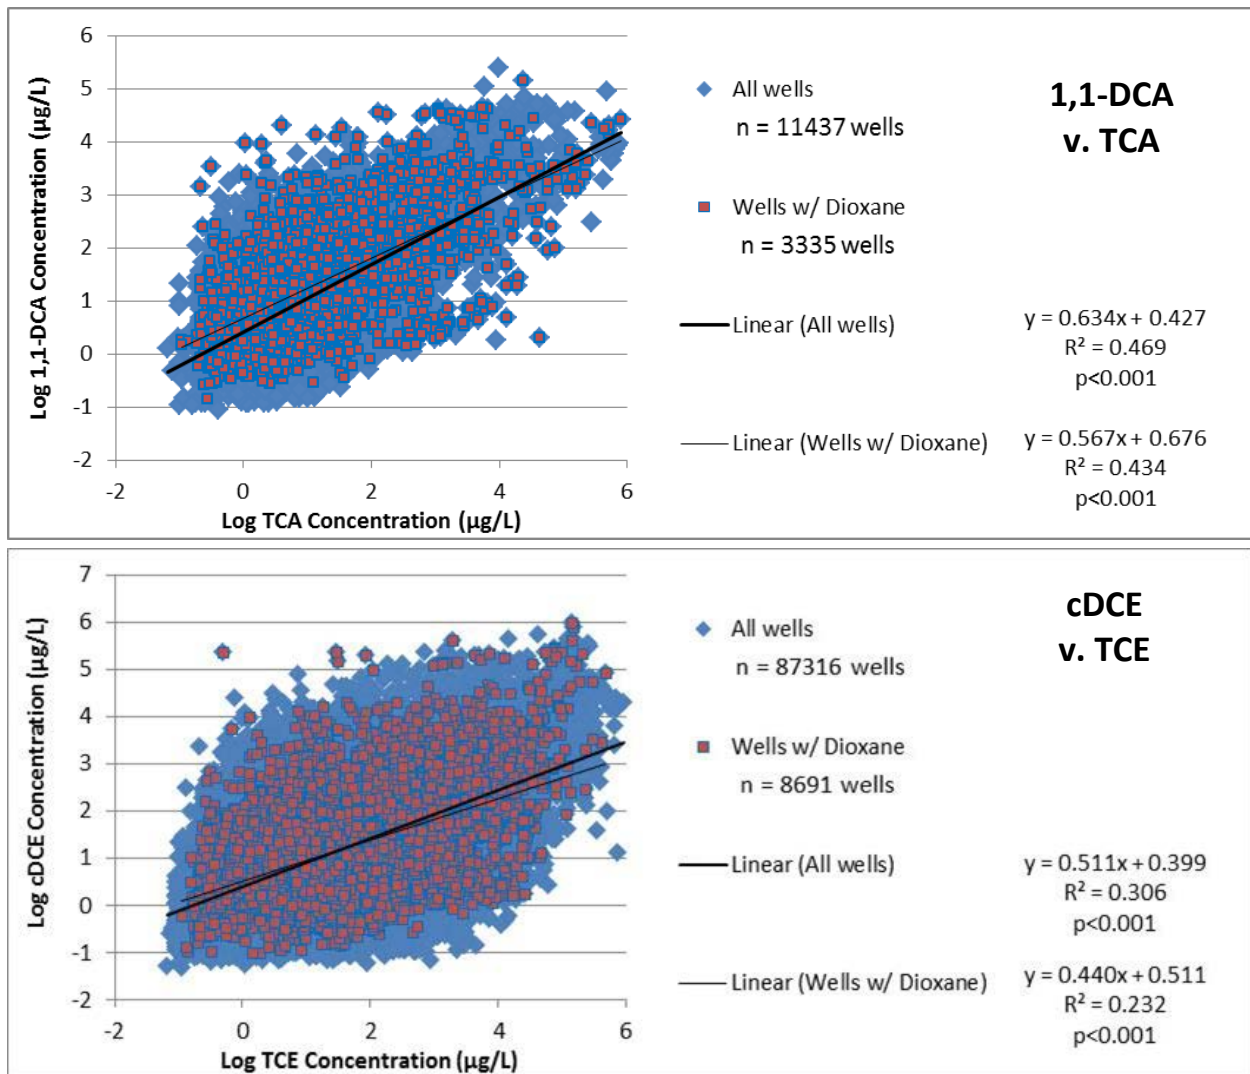 6
5
4
3
2
1
0
-1
-2
Log 1,1-DCA Concentration (µg/L)
-2 0 2 4 6
Log TCA Concentration (µg/L)
All wells
n = 11437 wells
Wells w/ Dioxane
n = 3335 wells
Linear (All wells)
Linear (Wells w/ Dioxane)
1,1-DCA
v. TCA
y = 0.634x + 0.427
R² = 0.469
p<0.001
y = 0.567x + 0.676
R² = 0.434
p<0.001
7
6
5
4
3
2
1
0
-1
-2
Log cDCE Concentration (µg/L)
-2 0 2 4 6
Log TCE Concentration (µg/L)
All wells
n = 87316 wells
Wells w/ Dioxane
n = 8691 wells
Linear (All wells)
Linear (Wells w/ Dioxane)
cDCE
v. TCE
y = 0.511x + 0.399
R² = 0.306
p<0.001
y = 0.440x + 0.511
R² = 0.232
p<0.001